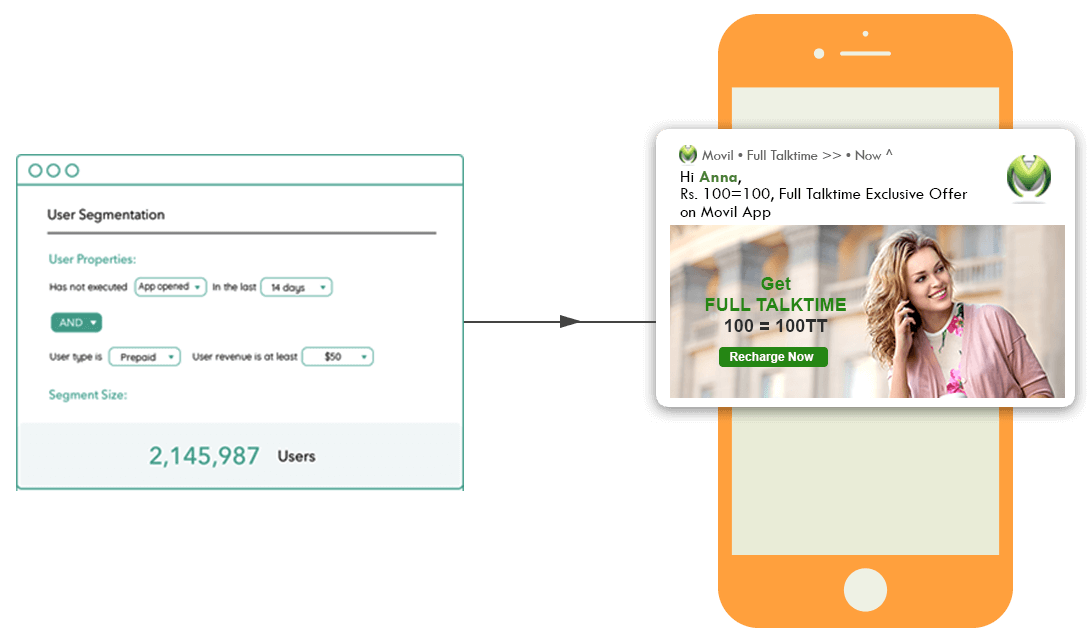 User Segmentation
User Properties:
Has not executed App opened In the last 14 days
AND
User type is Prepaid User revenue is at least $50
Segment Size:
2,145,987 Users
Movil • Full Talktime >> • Now ^
Hi Anna,
Rs. 100=100, Full Talktime Exclusive Offer
on Movil App
Get
FULL TALKTIME
100 = 100TT
Recharge Now